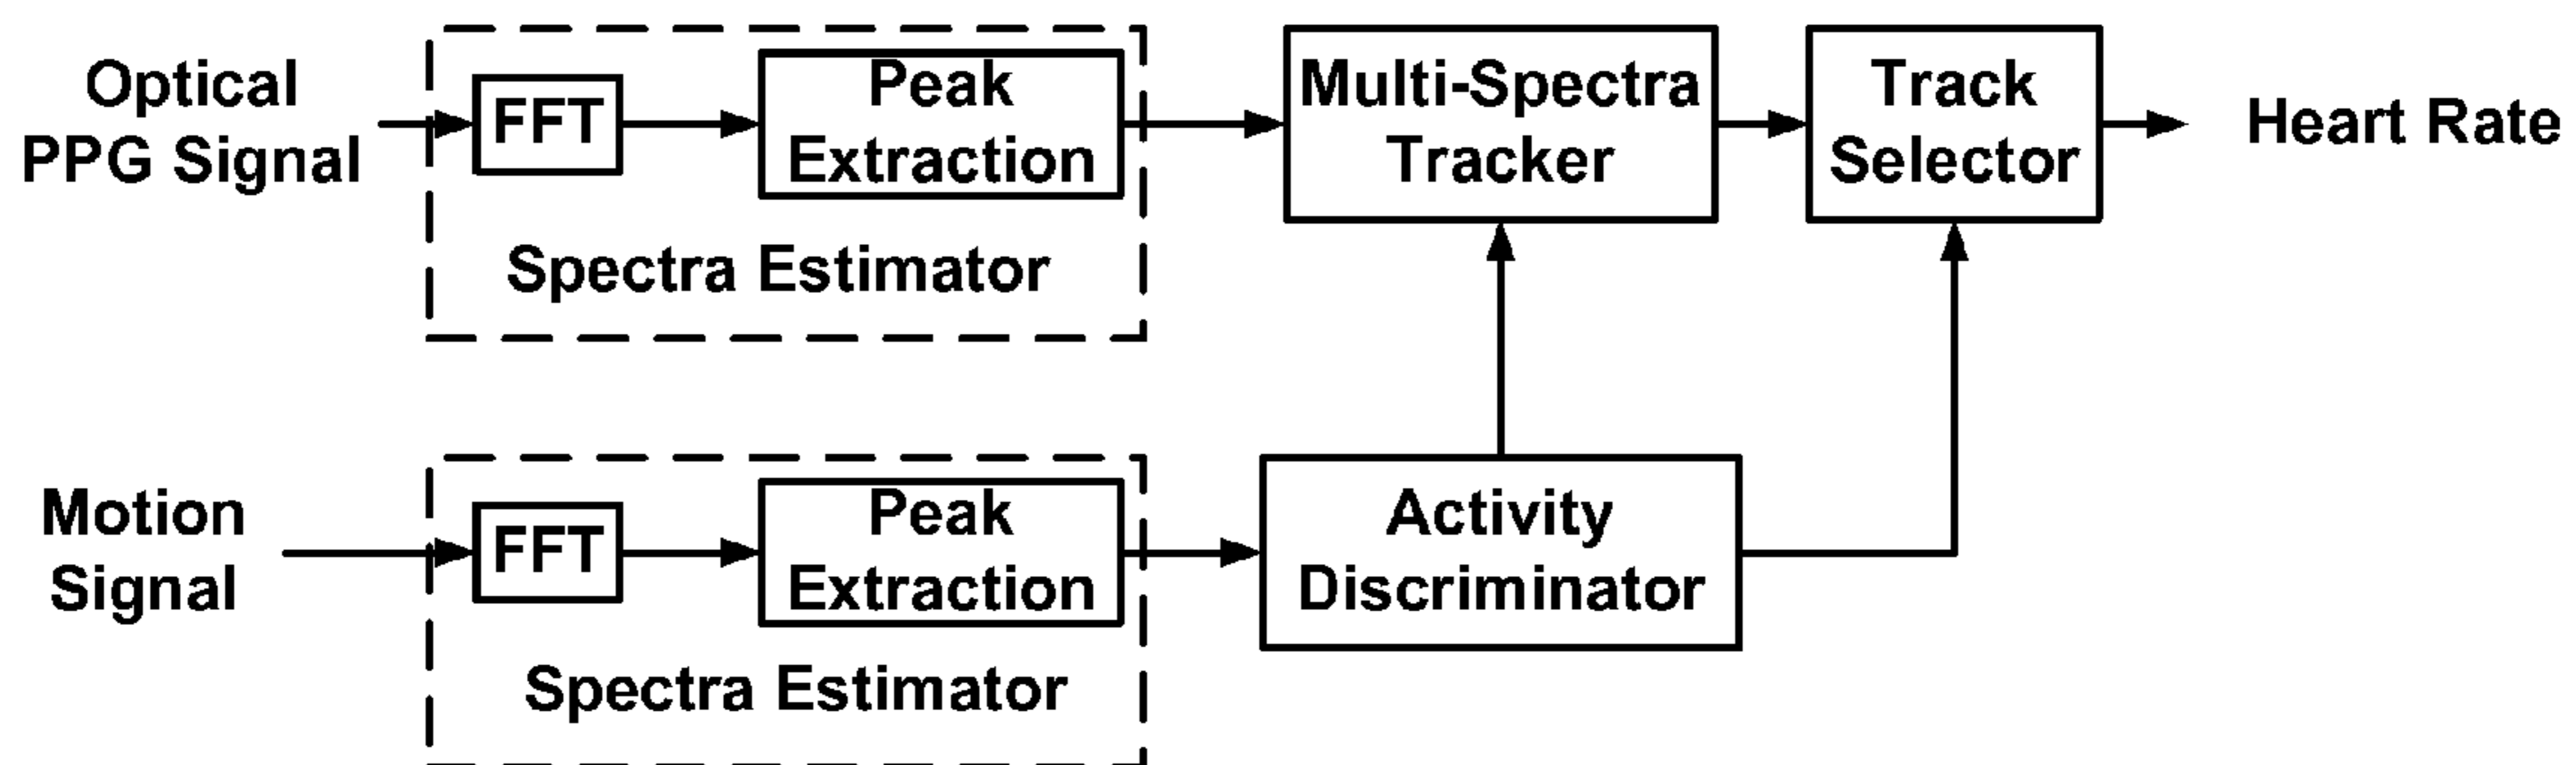 Optical
PPG Signal
FFT
Peak
Extraction
Spectra Estimator
Multi-Spectra
Tracker
Track
Selector
Heart Rate
Motion
Signal
FFT
Peak
Extraction
Spectra Estimator
Activity
Discriminator